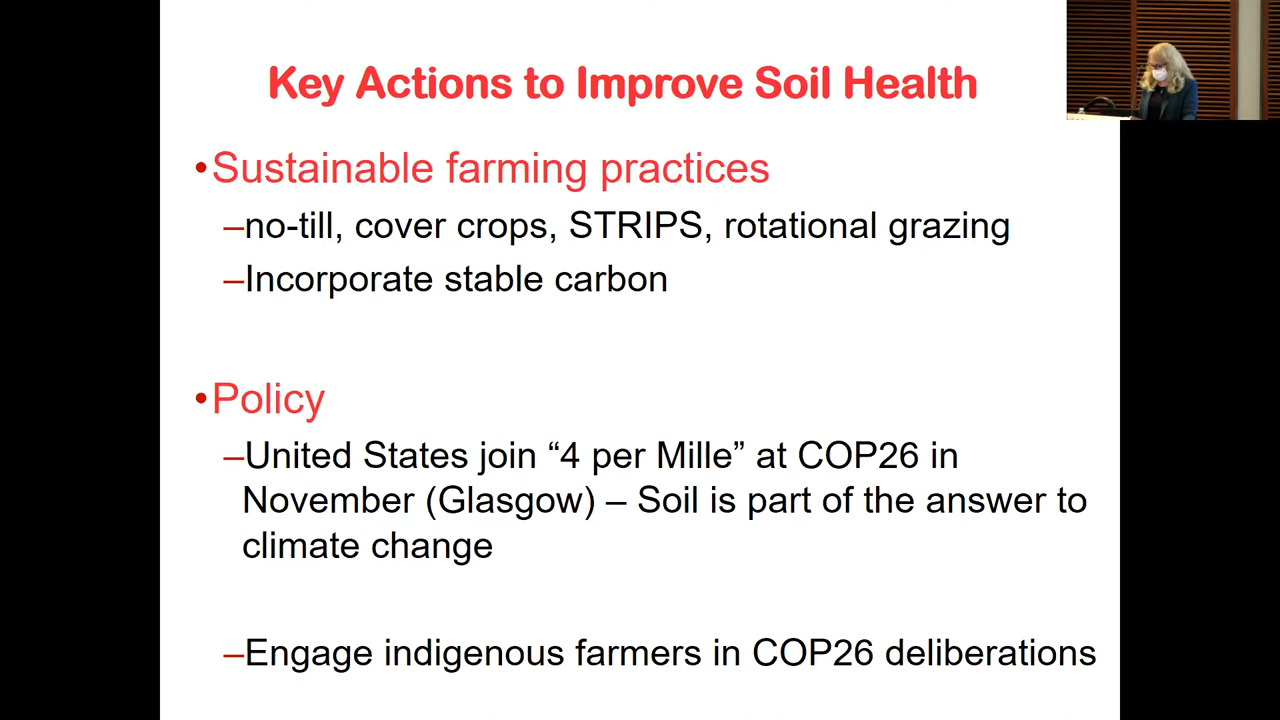 Key Actions to Improve Soil Health
•Sustainable farming practices
–no-till, cover crops, STRIPS, rotational grazing
–Incorporate stable carbon
•Policy
–United States join “4 per Mille” at COP26 in
November (Glasgow) – Soil is part of the answer to
climate change
–Engage indigenous farmers in COP26 deliberations